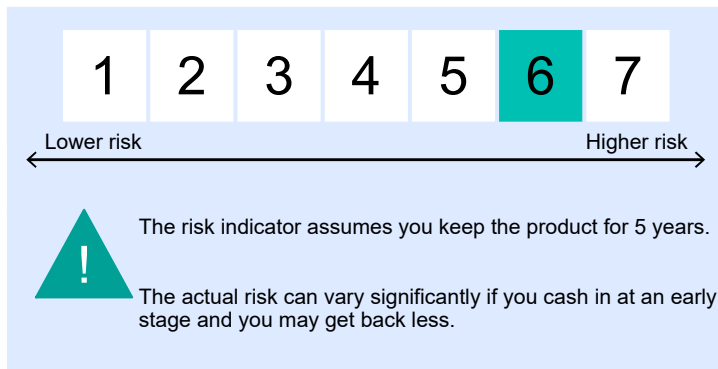 1 2 3 4 5 6 7
Lower risk Higher risk
!
The risk indicator assumes you keep the product for 5 years.
The actual risk can vary significantly if you cash in at an early
stage and you may get back less.